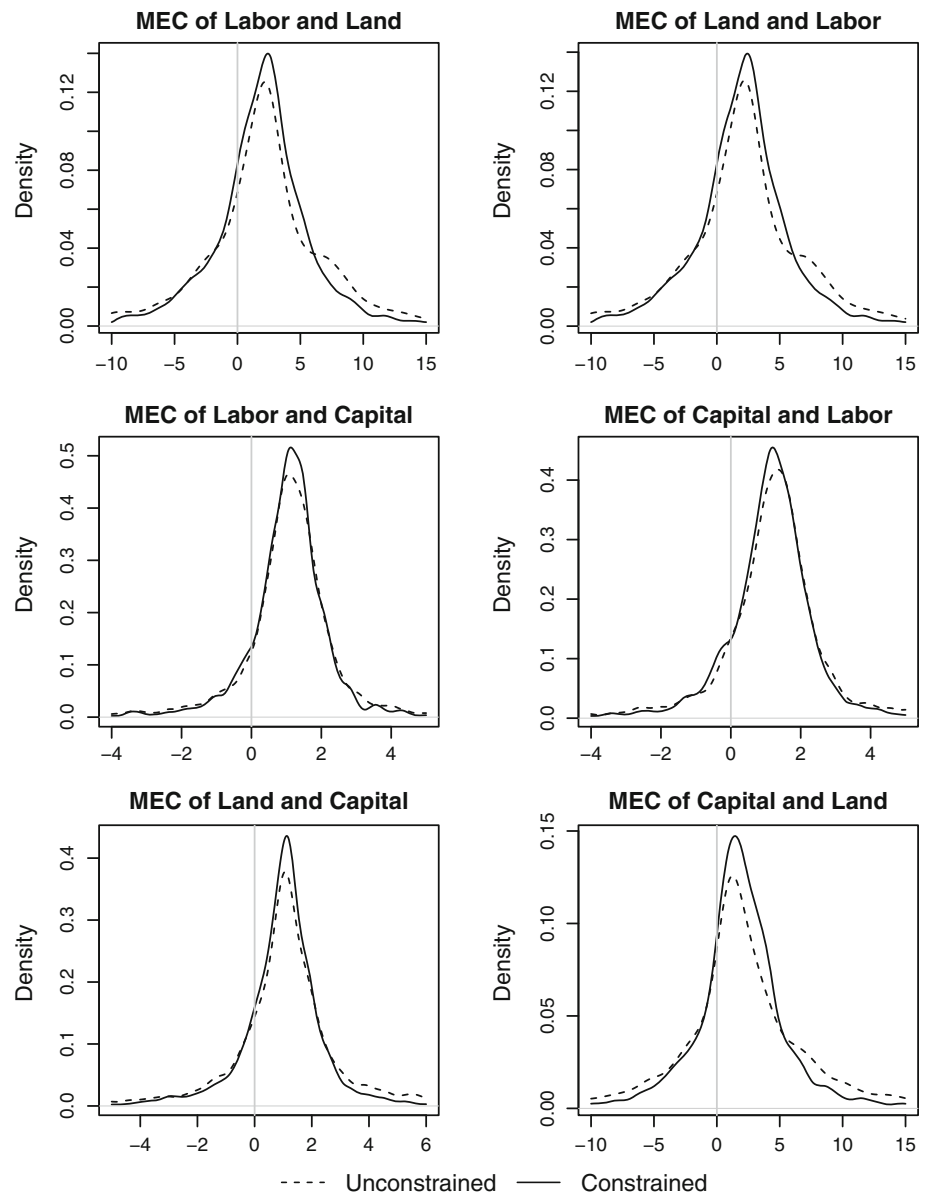 MEC of Labor and Land
Density
0.00 0.04 0.08 0.12
−10 −5 0 5 10 15
MEC of Land and Labor
Density
0.00 0.04 0.08 0.12
−10 −5 0 5 10 15
MEC of Labor and Capital
Density
0.0 0.1 0.2 0.3 0.4 0.5
−4 −2 0 2 4
MEC of Capital and Labor
Density
0.0 0.1 0.2 0.3 0.4
−4 −2 0 2 4
MEC of Land and Capital
Density
0.0 0.1 0.2 0.3 0.4
−4 −2 0 2 4 6
MEC of Capital and Land
Density
0.00 0.05 0.10 0.15
−10 −5 0 5 10 15
Unconstrained Constrained